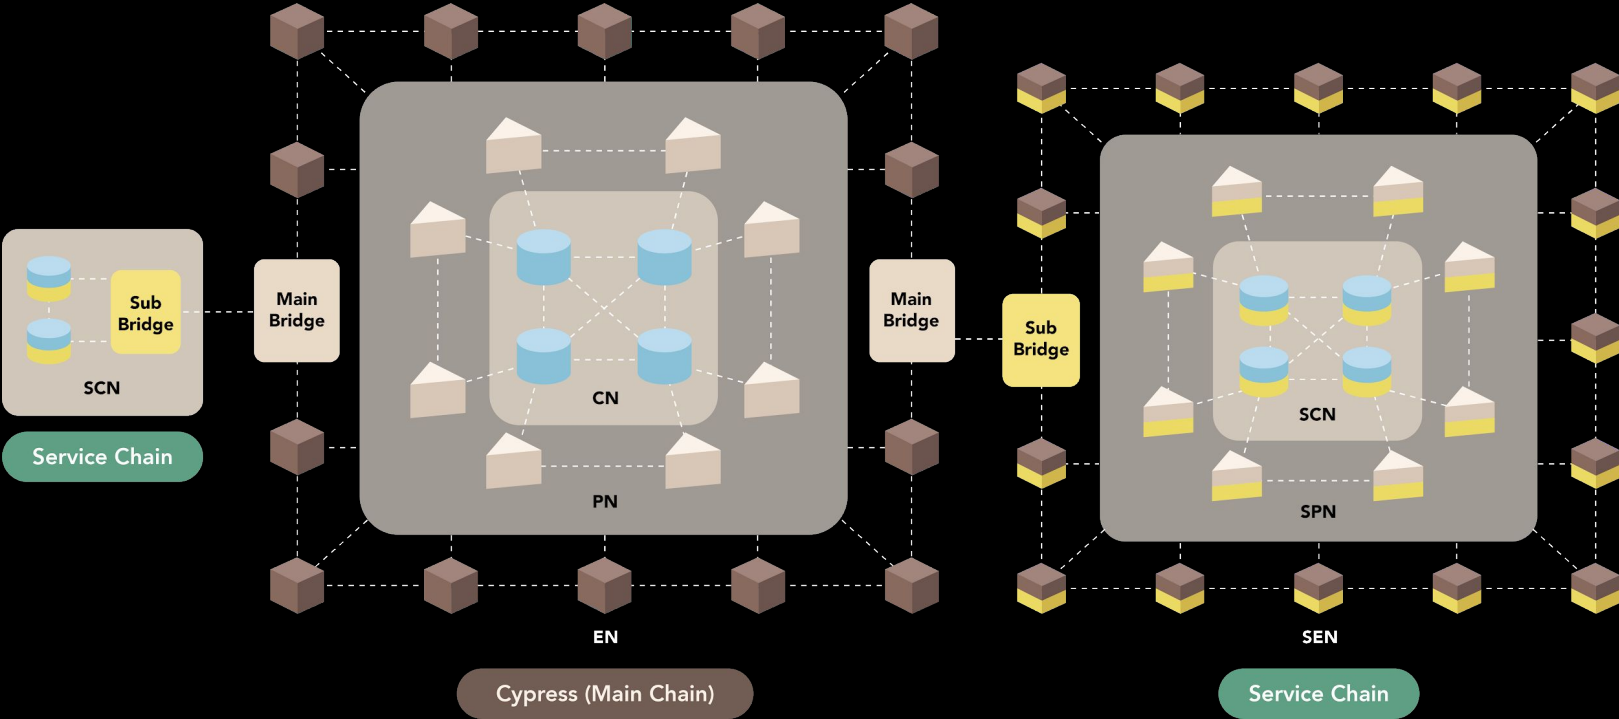 Sub
Bridge
SCN
Service Chain
Main
Bridge
CN
PN
EN
Cypress (Main Chain)
Main
Bridge
Sub
Bridge
SCN
SPN
SEN
Service Chain